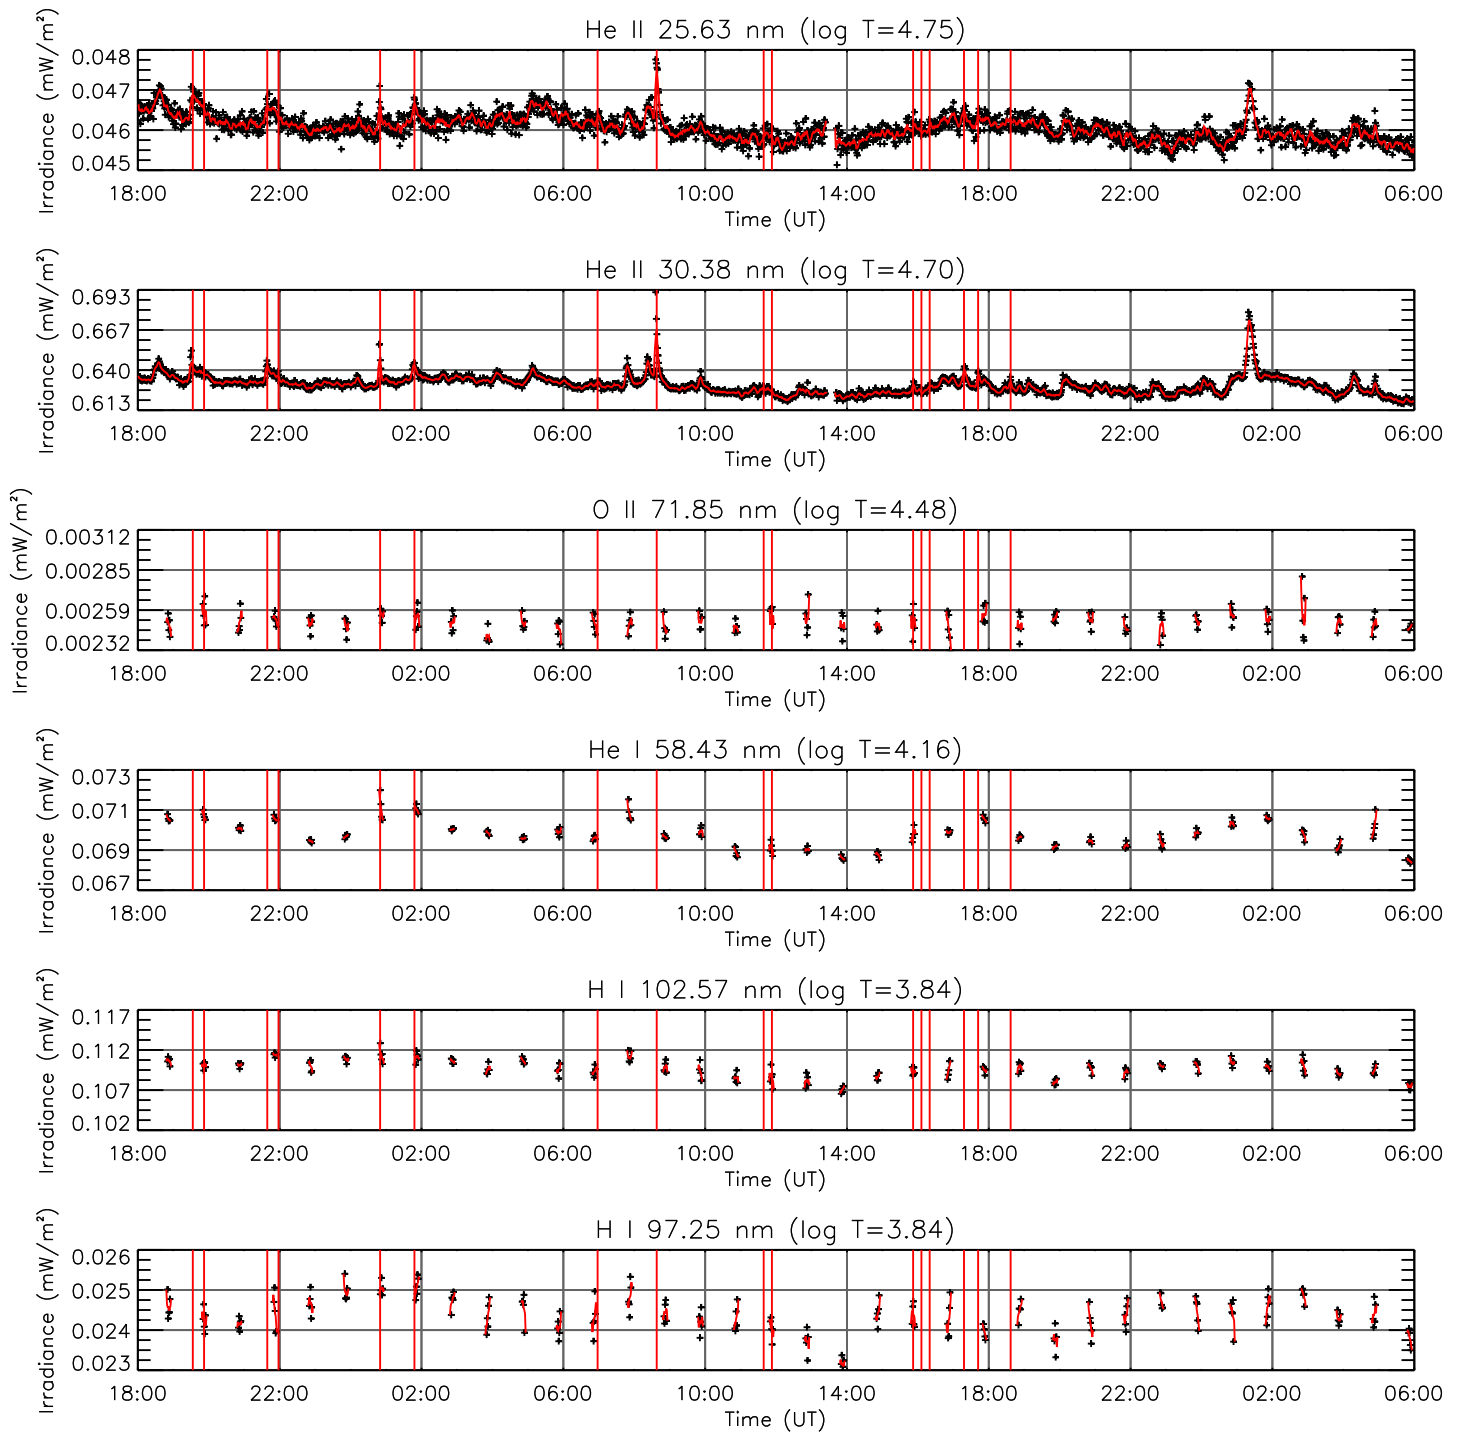 He II 25.63 nm (log T=4.75)
Irradiance (mW/m²)
0.048
0.047
0.046
0.045
18:00 22:00 02:00 06:00 10:00 14:00 18:00 22:00 02:00 06:00
Time (UT)
He II 30.38 nm (log T=4.70)
Irradiance (mW/m²)
0.693
0.667
0.640
0.613
18:00 22:00 02:00 06:00 10:00 14:00 18:00 22:00 02:00 06:00
Time (UT)
O II 71.85 nm (log T=4.48)
Irradiance (mW/m²)
0.00312
0.00285
0.00259
0.00232
18:00 22:00 02:00 06:00 10:00 14:00 18:00 22:00 02:00 06:00
Time (UT)
He I 58.43 nm (log T=4.16)
Irradiance (mW/m²)
0.073
0.071
0.069
0.067
18:00 22:00 02:00 06:00 10:00 14:00 18:00 22:00 02:00 06:00
Time (UT)
H I 102.57 nm (log T=3.84)
Irradiance (mW/m²)
0.117
0.112
0.107
0.102
18:00 22:00 02:00 06:00 10:00 14:00 18:00 22:00 02:00 06:00
Time (UT)
H I 97.25 nm (log T=3.84)
Irradiance (mW/m²)
0.026
0.025
0.024
0.023
18:00 22:00 02:00 06:00 10:00 14:00 18:00 22:00 02:00 06:00
Time (UT)